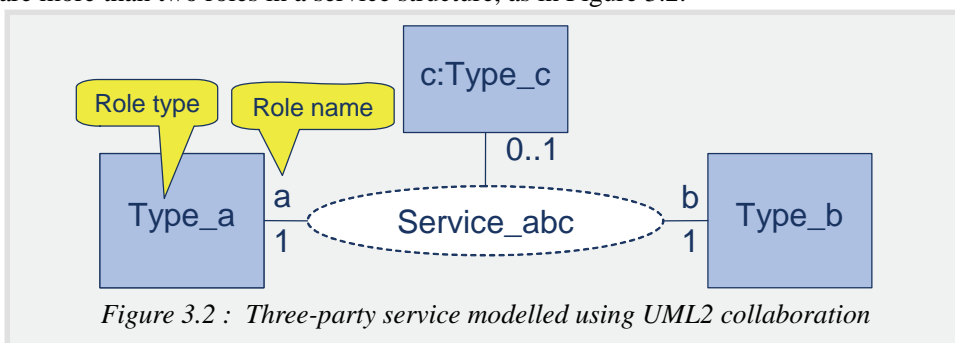 are more than two roles in a service structure, as in Figure 3.2.
c:Type_c
Role type
Role name
0..1
a
b
Type_a
Service_abc
Type_b
1
1
Figure 3.2 :  Three-party service modelled using UML2 collaboration